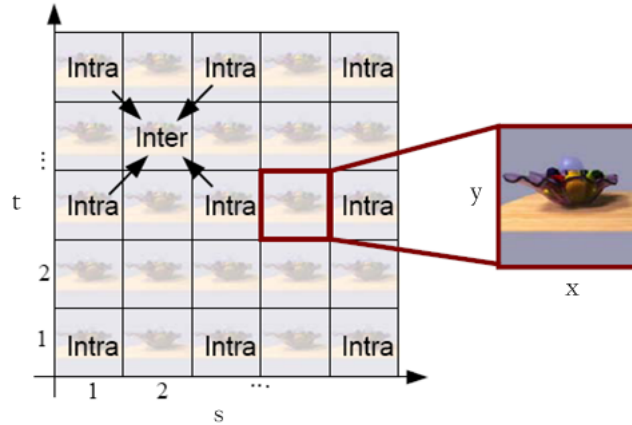 Intra Intra Intra
Inter
⋮
t
Intra Intra Intra
y
2
x
1 Intra Intra Intra
1 2 ...
s